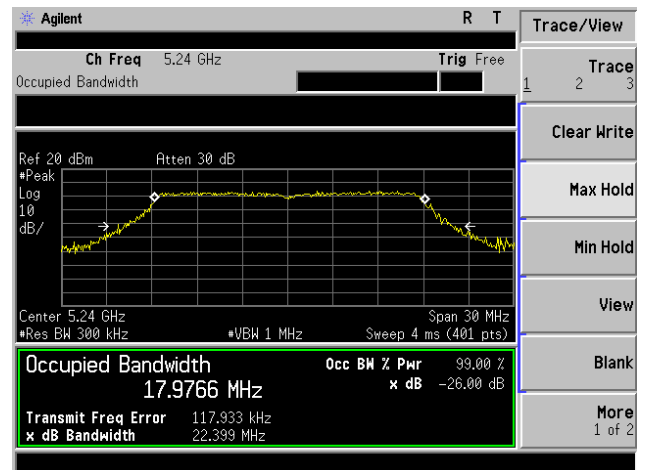 Agilent R T
Ch Freq 5.24 GHz Trig Free
Occupied Bandwidth
Ref 20 dBm Atten 30 dB
#Peak
Log
10
dB/
Center 5.24 GHz Span 30 MHz
#Res BW 300 kHz #VBW 1 MHz Sweep 4 ms (401 pts)
Occupied Bandwidth Occ BW % Pwr 99.00 %
17.9766 MHz x dB -26.00 dB
Transmit Freq Error 117.933 kHz
x dB Bandwidth 22.399 MHz
Trace/View
Trace
1 2 3
Clear Write
Max Hold
Min Hold
View
Blank
More
1 of 2